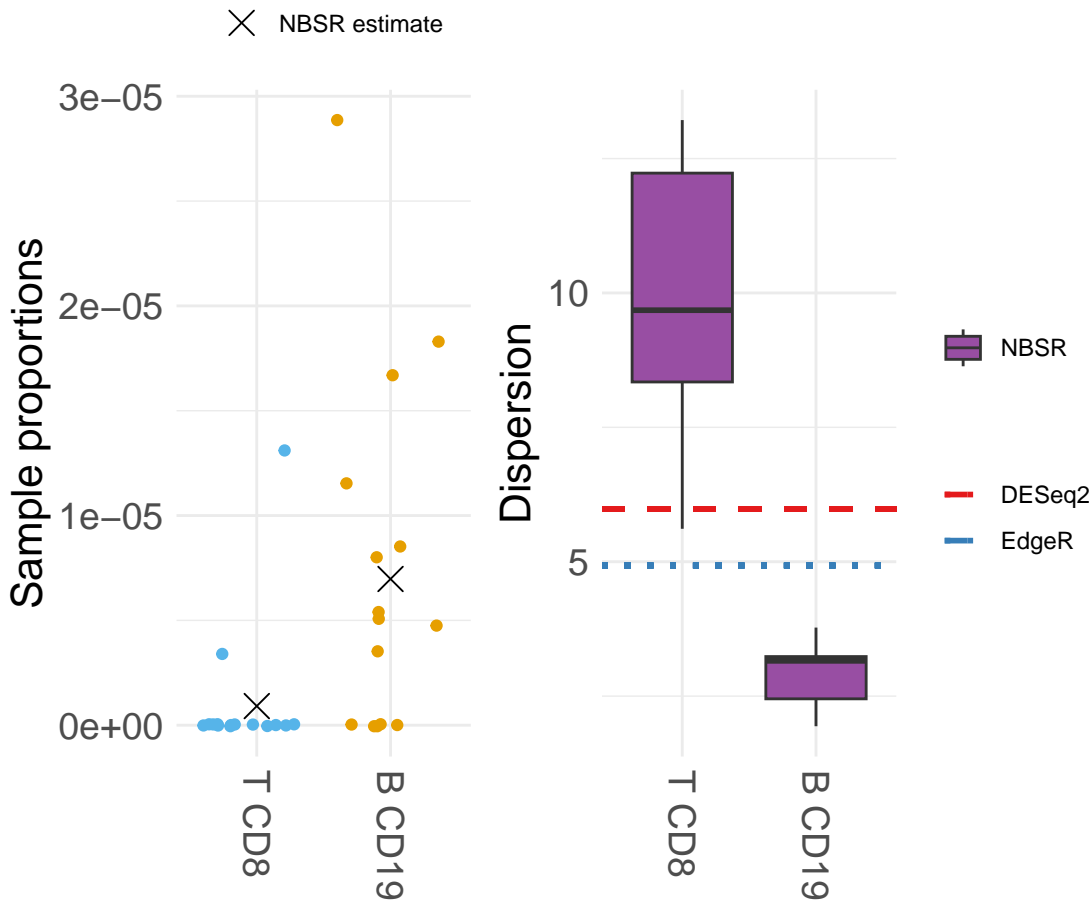 NBSR estimate
Sample proportions
3e−05
2e−05
1e−05
0e+00
T CD8
B CD19
Dispersion
10
5
T CD8
B CD19
NBSR
DESeq2
EdgeR